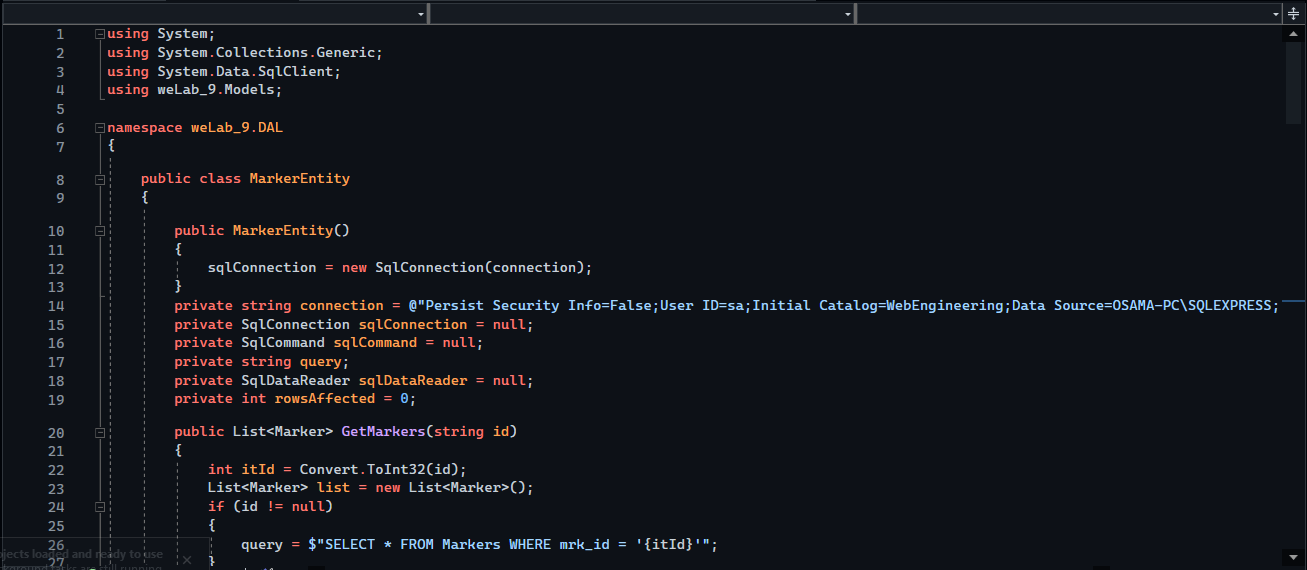 1 using System;
2 using System.Collections.Generic;
3 using System.Data.SqlClient;
4 using weLab_9.Models;
5
6 namespace weLab_9.DAL
7 {
8 public class MarkerEntity
9 {
10 public MarkerEntity()
11 {
12 sqlConnection = new SqlConnection(connection);
13 }
14 private string connection = @"Persist Security Info=False;User ID=sa;Initial Catalog=WebEngineering;Data Source=OSAMA-PC\SQLEXPRESS;
15 private SqlConnection sqlConnection = null;
16 private SqlCommand sqlCommand = null;
17 private string query;
18 private SqlDataReader sqlDataReader = null;
19 private int rowsAffected = 0;
20 public List<Marker> GetMarkers(string id)
21 {
22 int itId = Convert.ToInt32(id);
23 List<Marker> list = new List<Marker>();
24 if (id != null)
25 {
26 query = $"SELECT * FROM Markers WHERE mrk_id = '{itId}'";
ojects loaded and ready to use
27 }
tasks are still running